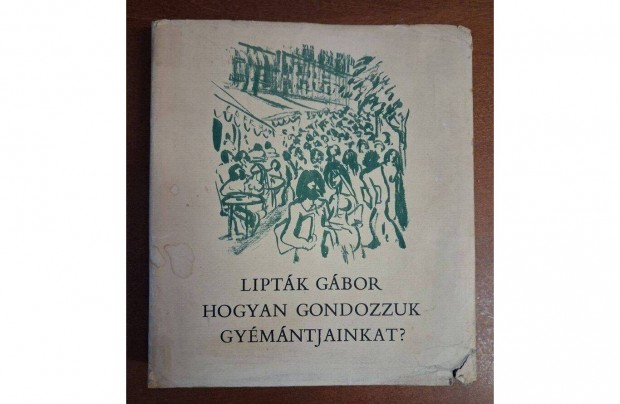 LIPTÁK GÁBOR
HOGYAN GONDOZZUK
GYÉMÁNTJAINKAT?